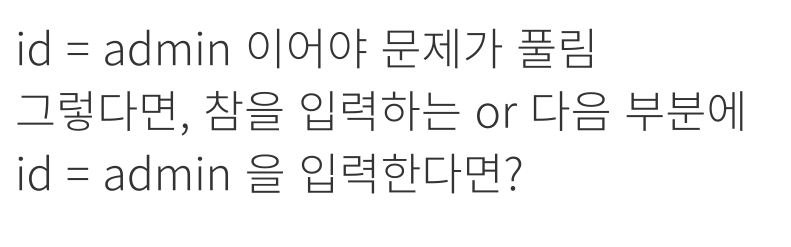 id = admin 이어야 문제가 풀림
그렇다면, 참을 입력하는 or 다음 부분에
id = admin 을 입력한다면?